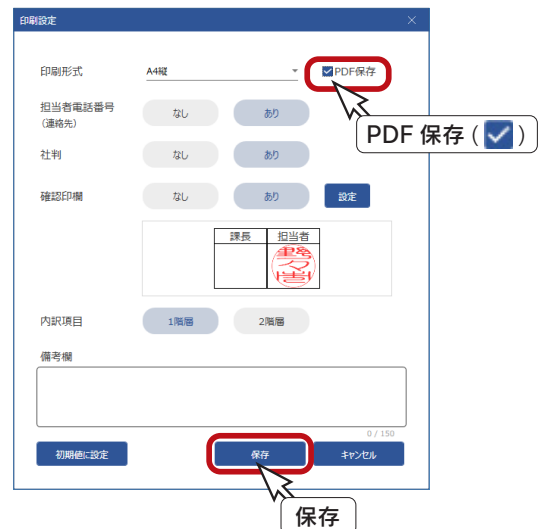 印刷設定
印刷形式 A4縦 PDF保存
PDF 保存 ( )
担当者電話番号 なし あり
(連絡先)
社判 なし あり
確認印欄 なし あり 設定
課長 担当者
内訳項目 1階層 2階層
備考欄
0 / 150
初期値に設定 保存 キャンセル
保存